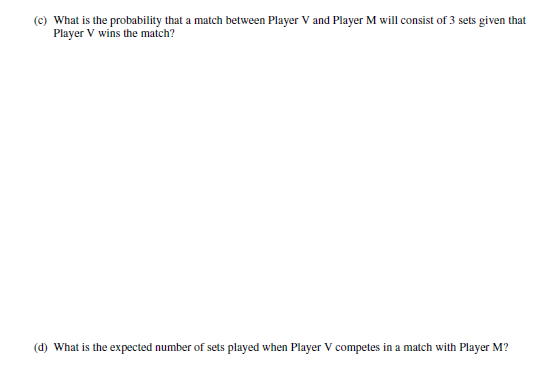 (c) What is the probability that a match between Player V and Player M will consist of 3 sets given that
Player V wins the match?
(d) What is the expected number of sets played when Player V competes in a match with Player M?